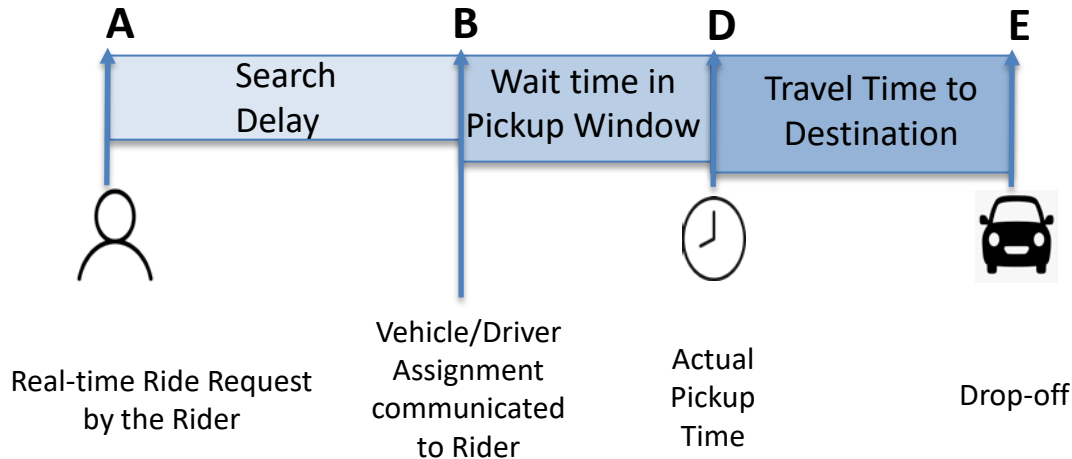 A
B
D
E
Search
Delay
Wait time in
Pickup Window
Travel Time to
Destination
Real-time Ride Request
by the Rider
Vehicle/Driver
Assignment
communicated
to Rider
Actual
Pickup
Time
Drop-off